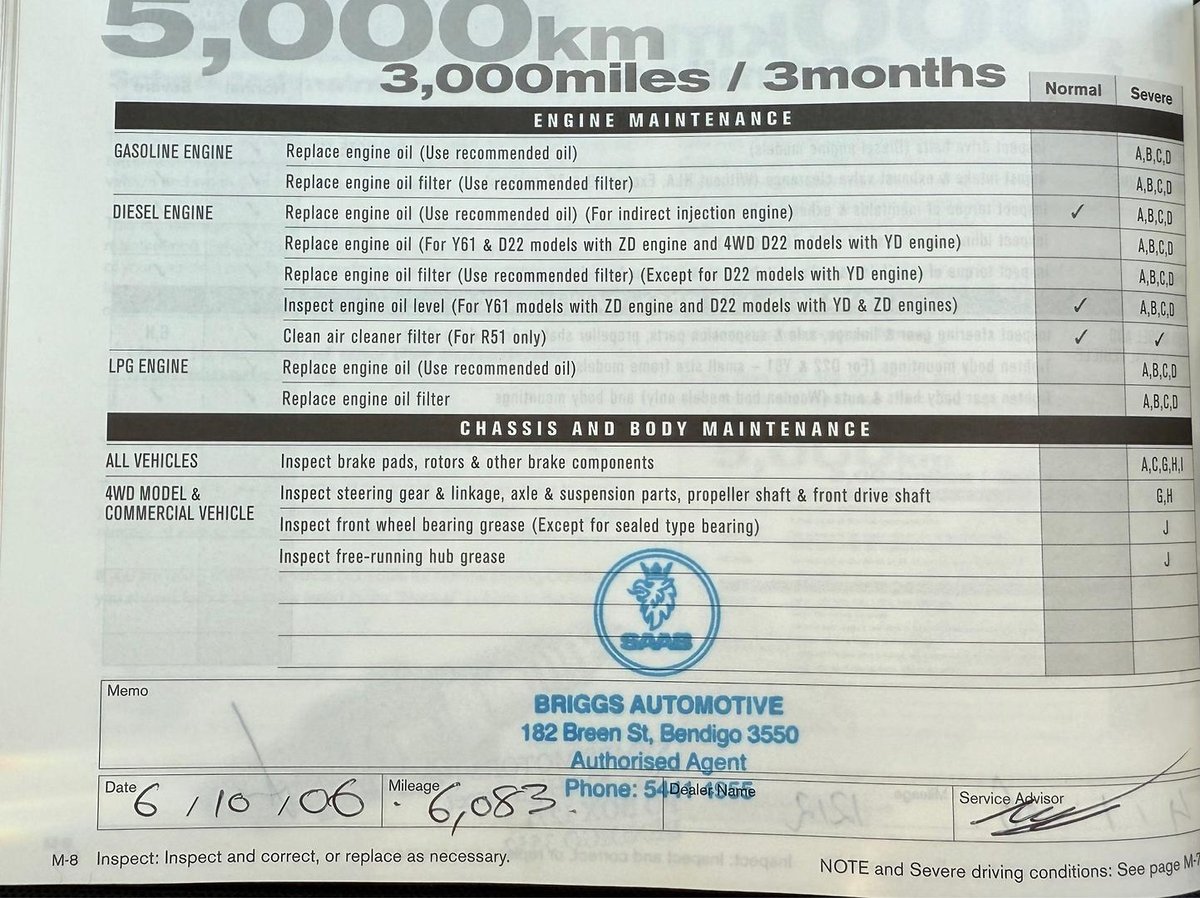 5,000km
3,000miles / 3months
Normal Severe
ENGINE MAINTENANCE
GASOLINE ENGINE Replace engine oil (Use recommended oil) A,B,C,D
Replace engine oil filter (Use recommended filter) A,B,C,D
DIESEL ENGINE Replace engine oil (Use recommended oil) (For indirect injection engine) ✓ A,B,C,D
Replace engine oil (For Y61 & D22 models with ZD engine and 4WD D22 models with YD engine) A,B,C,D
Replace engine oil filter (Use recommended filter) (Except for D22 models with YD engine) A,B,C,D
Inspect engine oil level (For Y61 models with ZD engine and D22 models with YD & ZD engines) ✓ A,B,C,D
Clean air cleaner filter (For R51 only) ✓ ✓
LPG ENGINE Replace engine oil (Use recommended oil) A,B,C,D
Replace engine oil filter A,B,C,D
CHASSIS AND BODY MAINTENANCE
ALL VEHICLES Inspect brake pads, rotors & other brake components A,C,G,H,I
4WD MODEL & Inspect steering gear & linkage, axle & suspension parts, propeller shaft & front drive shaft G,H
COMMERCIAL VEHICLE
Inspect front wheel bearing grease (Except for sealed type bearing) J
Inspect free-running hub grease J
SAAB
Memo
BRIGGS AUTOMOTIVE
182 Breen St, Bendigo 3550
Authorised Agent
Phone: 5441 1955
Date 6 / 10 / 06 Mileage 6,083. Dealer Name Service Advisor
M-8 Inspect: Inspect and correct, or replace as necessary.
NOTE and Severe driving conditions: See page M-7